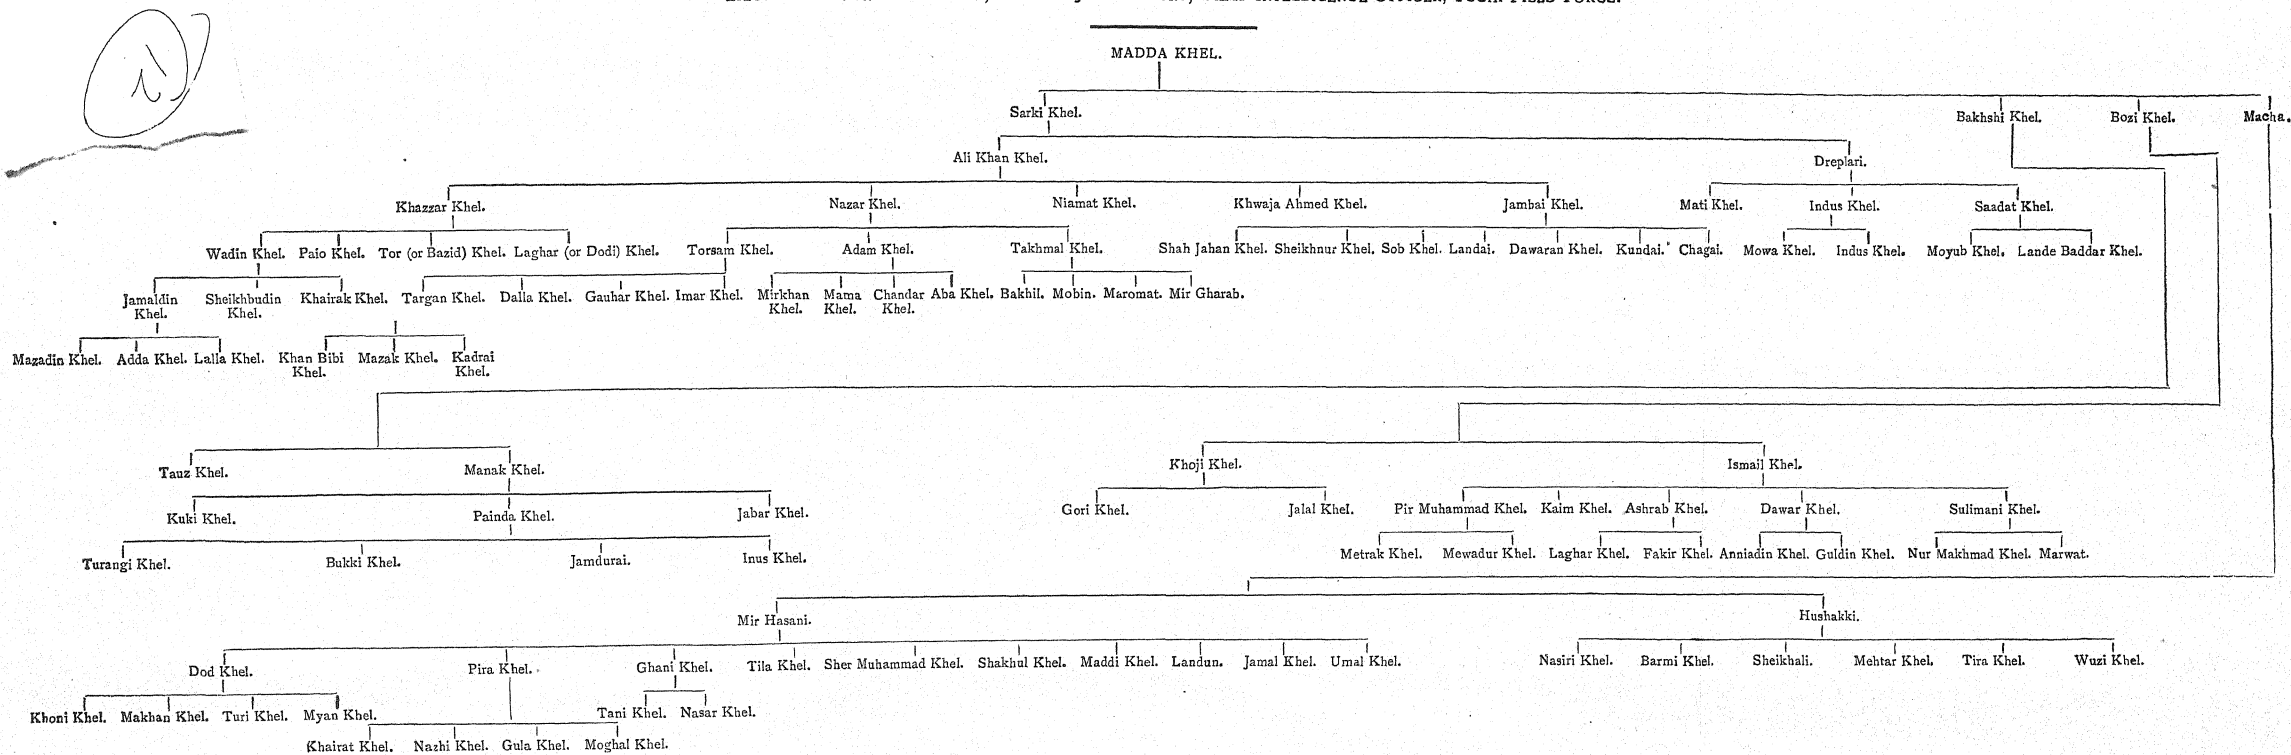 MADDA KHEL.
Sarki Khel. Bakhshi Khel. Bozi Khel. Macha.
Ali Khan Khel. Dreplari.
Khazzar Khel. Nazar Khel. Niamat Khel. Khwaja Ahmed Khel. Jambai Khel. Mati Khel. Indus Khel. Saadat Khel.
Wadin Khel. Paio Khel. Tor (or Bazid) Khel. Laghar (or Dodi) Khel. Torsam Khel. Adam Khel. Takhmal Khel. Shah Jahan Khel. Sheikhnur Khel. Sob Khel. Landai. Dawaran Khel. Kundai. Chagai. Mowa Khel. Indus Khel. Moyub Khel. Lande Baddar Khel.
Jamaldin Khel. Sheikhbudin Khel. Khairak Khel. Targan Khel. Dalla Khel. Gauhar Khel. Imar Khel. Mirkhan Khel. Mama Khel. Chandar Khel. Aba Khel. Bakhil. Mobin. Maromat. Mir Gharab.
Mazadin Khel. Adda Khel. Lalla Khel. Khan Bibi Khel. Mazak Khel. Kadrai Khel.
Tauz Khel. Manak Khel. Khoji Khel. Ismail Khel.
Kuki Khel. Painda Khel. Jabar Khel. Gori Khel. Jalal Khel. Pir Muhammad Khel. Kaim Khel. Ashrab Khel. Dawar Khel. Sulimani Khel.
Turangi Khel. Bukki Khel. Jamdurai. Inus Khel. Metrak Khel. Mewadur Khel. Laghar Khel. Fakir Khel. Anniadin Khel. Guldin Khel. Nur Makhmad Khel. Marwat.
Mir Hasani. Hushakki.
Dod Khel. Pira Khel. Ghani Khel. Tila Khel. Sher Muhammad Khel. Shakhul Khel. Maddi Khel. Landun. Jamal Khel. Umal Khel. Nasiri Khel. Barmi Khel. Sheikhali. Mehtar Khel. Tira Khel. Wuzi Khel.
Khoni Khel. Makhan Khel. Turi Khel. Myan Khel. Tani Khel. Nasar Khel.
Khairat Khel. Nazhi Khel. Gula Khel. Moghal Khel.